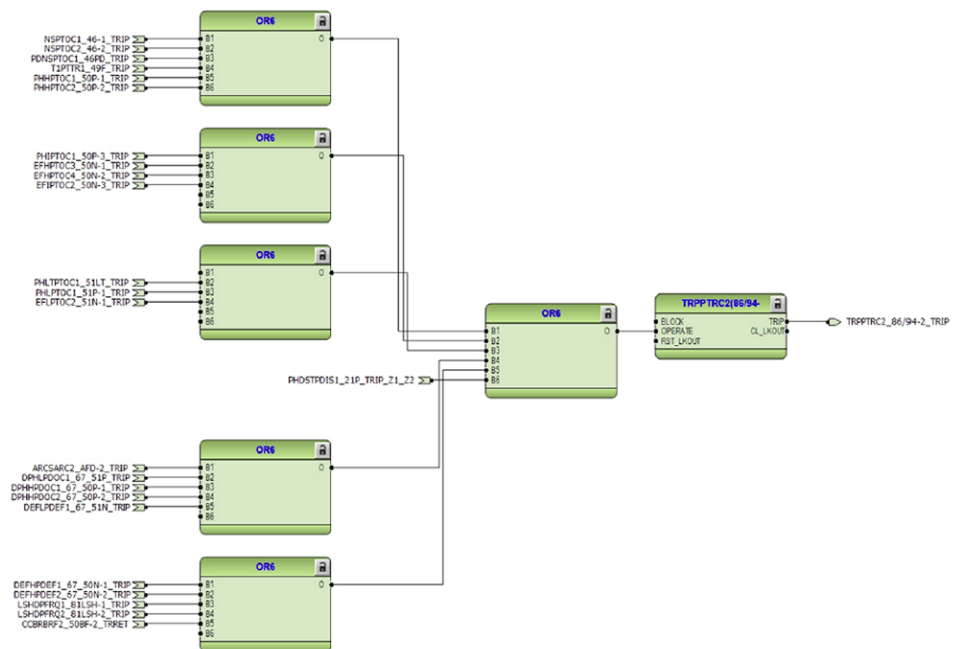 OR6
NSPTOC1_46-1_TRIP B1 O
NSPTOC2_46-2_TRIP B2
PDNSPTOC1_46PD_TRIP B3
T1PTTR1_49F_TRIP B4
PHHPTOC1_50P-1_TRIP B5
PHHPTOC2_50P-2_TRIP B6
OR6
PHIPTOC1_50P-3_TRIP B1 O
EFHPTOC3_50N-1_TRIP B2
EFHPTOC4_50N-2_TRIP B3
EFIPTOC2_50N-3_TRIP B4
B5
B6
OR6
B1 O
PHLTPTOC1_51LT_TRIP B2
PHLPTOC1_51P-1_TRIP B3
EFLPTOC2_51N-1_TRIP B4
B5
B6
OR6
B1 O
B2
B3
B4
B5
PHDSTPDIS1_21P_TRIP_Z1_Z2 B6
TRPPTRC2(86/94-
BLOCK TRIP TRPPTRC2_86/94-2_TRIP
OPERATE CL_LKOUT
RST_LKOUT
OR6
ARCSARC2_AFD-2_TRIP B1 O
DPHLPDOC1_67_51P_TRIP B2
DPHHPDOC1_67_50P-1_TRIP B3
DPHHPDOC2_67_50P-2_TRIP B4
DEFLPDEF1_67_51N_TRIP B5
B6
OR6
DEFHPDEF1_67_50N-1_TRIP B1 O
DEFHPDEF2_67_50N-2_TRIP B2
LSHDPFRQ1_81LSH-1_TRIP B3
LSHDPFRQ2_81LSH-2_TRIP B4
CCBRBRF2_50BF-2_TRRET B5
B6